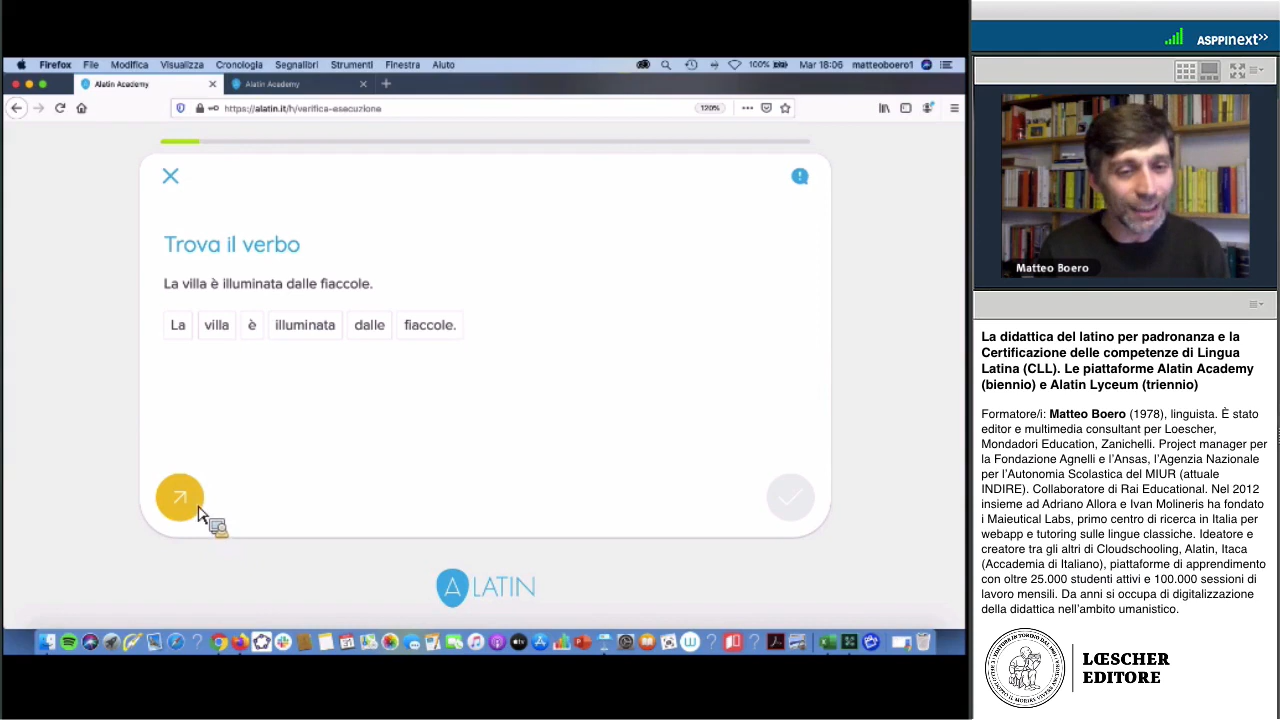 ASPPInext>>
Firefox File Modifica Visualizza Cronologia Segnalibri Strumenti Finestra Aiuto 100% Mar 18:06 matteoboero1
Alatin Academy Alatin Academy
https://alatin.it/h/verifica-esecuzione 120%
Trova il verbo
La villa è illuminata dalle fiaccole.
La villa è illuminata dalle fiaccole.
A LATIN
Matteo Boero
La didattica del latino per padronanza e la
Certificazione delle competenze di Lingua
Latina (CLL). Le piattaforme Alatin Academy
(biennio) e Alatin Lyceum (triennio)
Formatore/i: Matteo Boero (1978), linguista. È stato
editor e multimedia consultant per Loescher,
Mondadori Education, Zanichelli. Project manager per
la Fondazione Agnelli e l'Ansas, l'Agenzia Nazionale
per l'Autonomia Scolastica del MIUR (attuale
INDIRE). Collaboratore di Rai Educational. Nel 2012
insieme ad Adriano Allora e Ivan Molineris ha fondato
i Maieutical Labs, primo centro di ricerca in Italia per
webapp e tutoring sulle lingue classiche. Ideatore e
creatore tra gli altri di Cloudschooling, Alatin, Itaca
(Accademia di Italiano), piattaforme di apprendimento
con oltre 25.000 studenti attivi e 100.000 sessioni di
lavoro mensili. Da anni si occupa di digitalizzazione
della didattica nell'ambito umanistico.
LŒSCHER
EDITORE